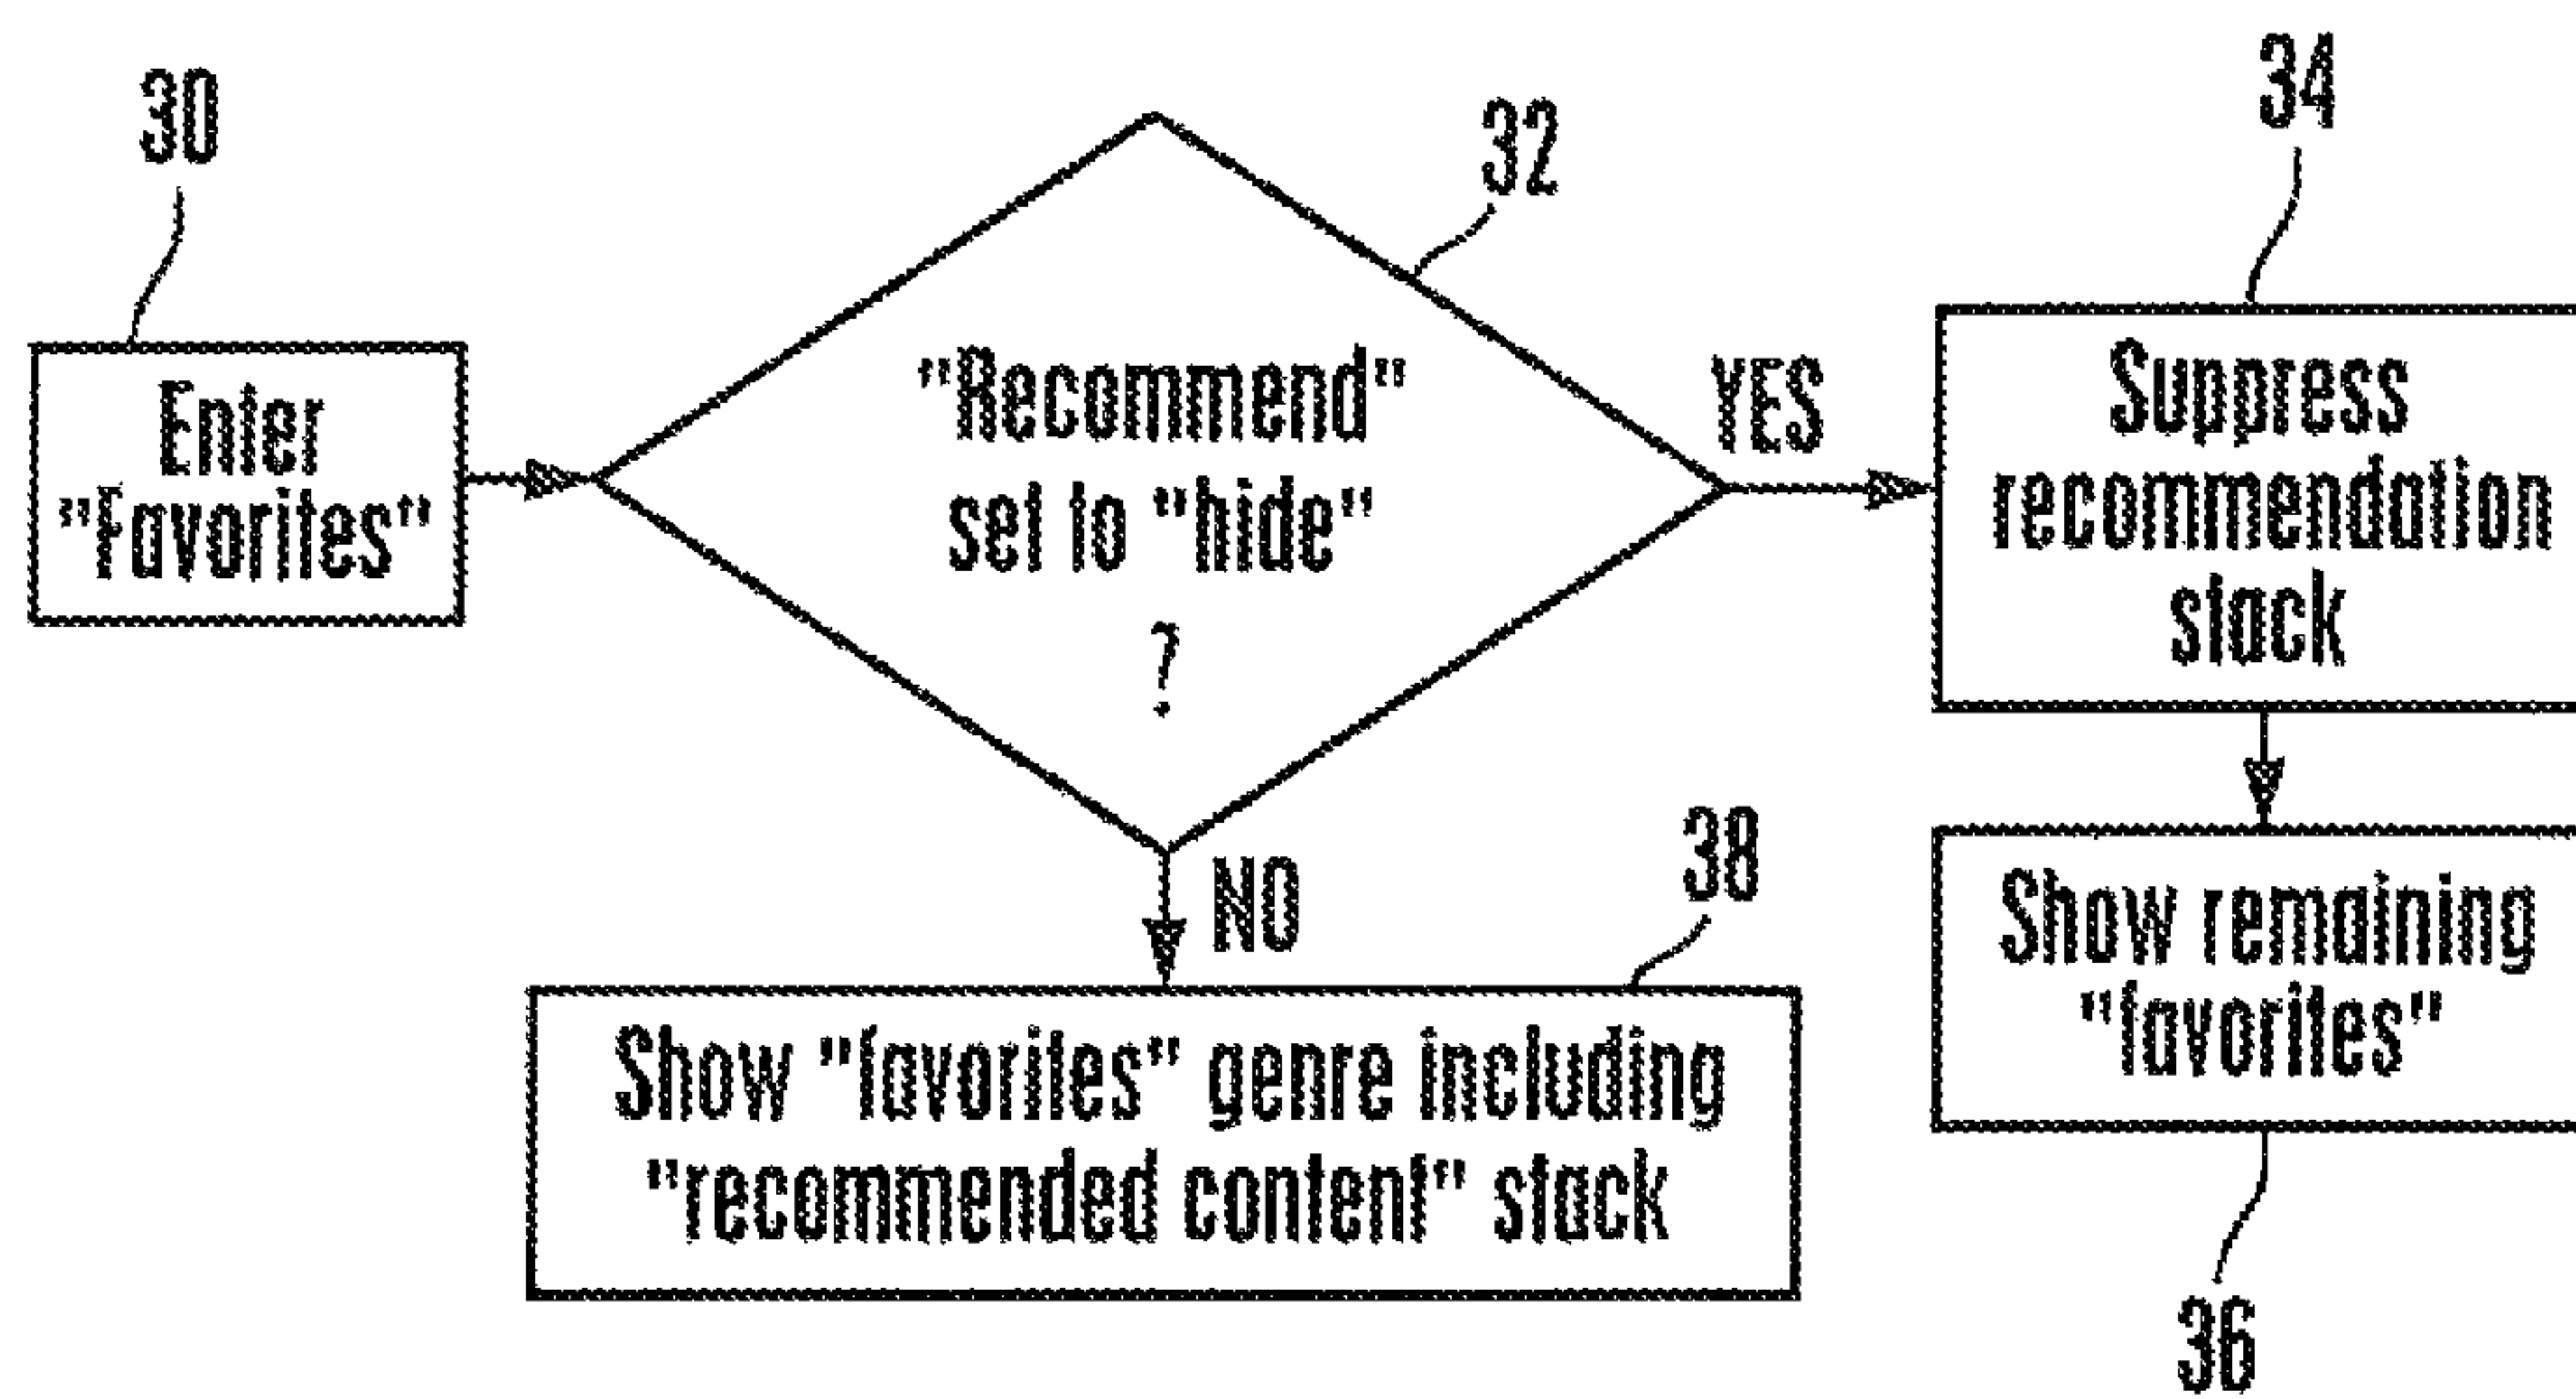 30
Enter
"Favorites"
32
"Recommend"
set to "hide"
?
YES
34
Suppress
recommendation
stack
NO
38
Show "favorites" genre including
"recommended content" stack
Show remaining
"favorites"
36